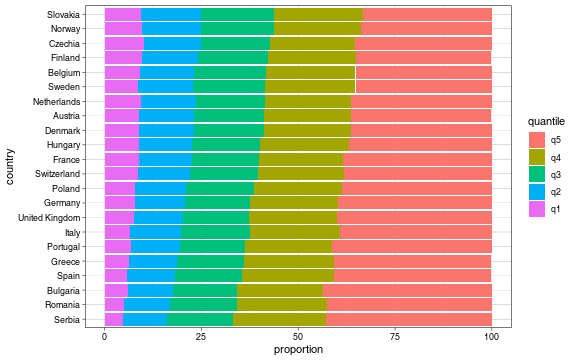 Slovakia
Norway
Czechia
Finland
Belgium
Sweden
Netherlands
Austria
Denmark
Hungary
France
Switzerland
Poland
Germany
United Kingdom
Italy
Portugal
Greece
Spain
Bulgaria
Romania
Serbia
country
0 25 50 75 100
proportion
quantile
q5
q4
q3
q2
q1